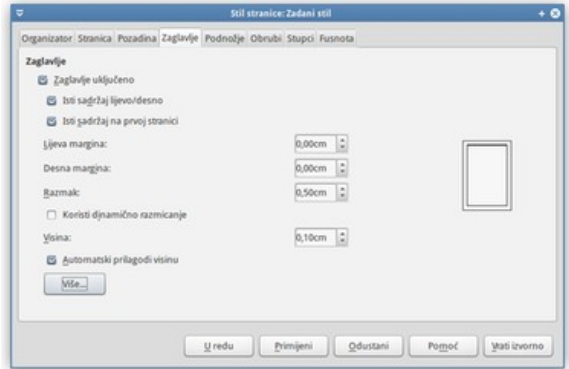 Stil stranice: Zadani stil
Organizator Stranica Pozadina Zaglavlje Podnožje Obrubi Stupci Fusnota
Zaglavlje
Zaglavlje uključeno
Isti sadržaj lijevo/desno
Isti sadržaj na prvoj stranici
Lijeva margina: 0,00cm
Desna margina: 0,00cm
Razmak: 0,50cm
Koristi dinamično razmicanje
Visina: 0,10cm
Automatski prilagodi visinu
Više...
U redu Primijeni Odustani Pomoć Vrati izvorno